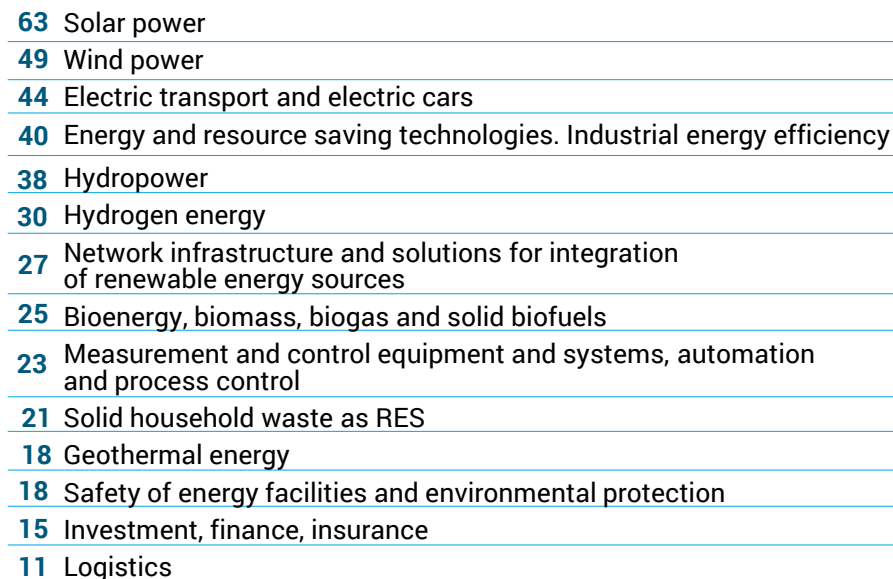 63 Solar power
49 Wind power
44 Electric transport and electric cars
40 Energy and resource saving technologies. Industrial energy efficiency
38 Hydropower
30 Hydrogen energy
27 Network infrastructure and solutions for integration
of renewable energy sources
25 Bioenergy, biomass, biogas and solid biofuels
23 Measurement and control equipment and systems, automation
and process control
21 Solid household waste as RES
18 Geothermal energy
18 Safety of energy facilities and environmental protection
15 Investment, finance, insurance
11 Logistics